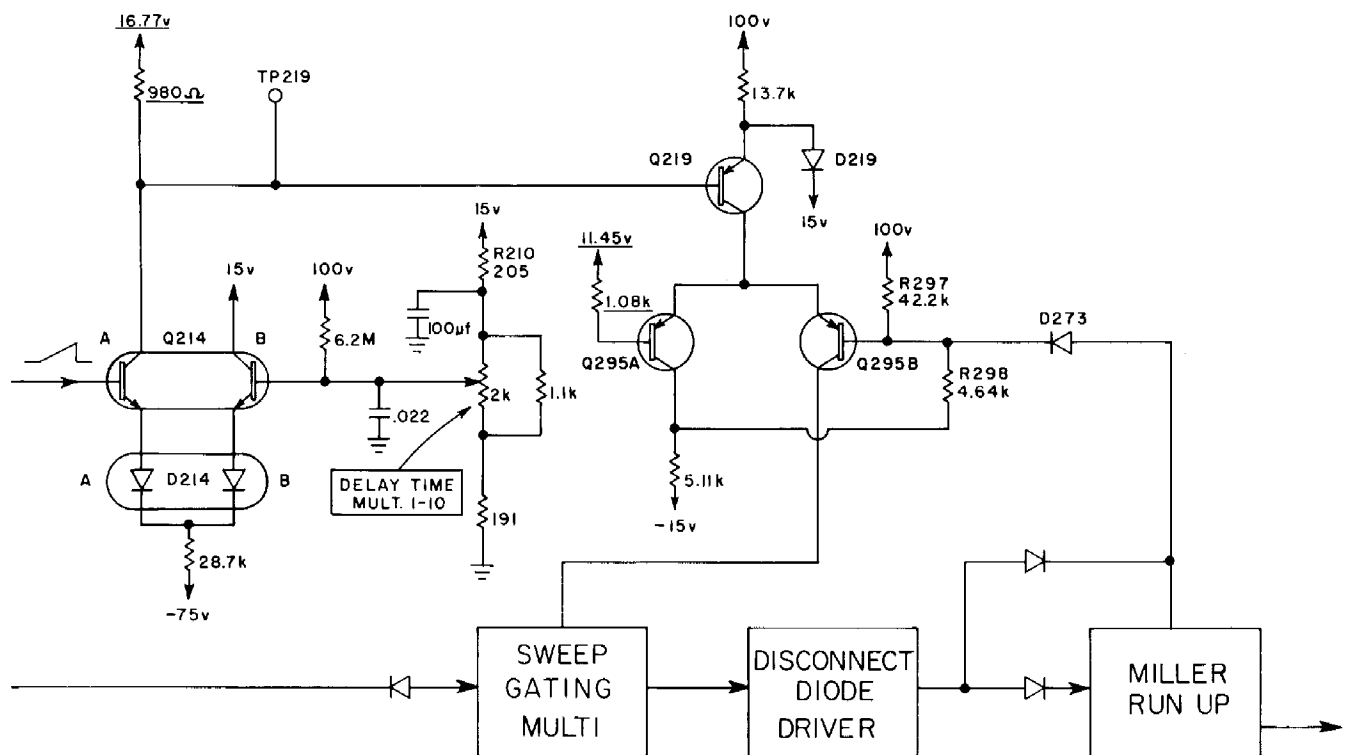 16.77v
980Ω
TP219
100v
13.7k
Q219
D219
15v
15v
R210
205
100µf
11.45v
1.08k
100v
R297
42.2k
D273
15v
100v
6.2M
A
Q214
B
.022
2k
1.1k
Q295A
Q295B
R298
4.64k
A
D214
B
DELAY TIME
MULT. 1-10
191
5.11k
-15v
28.7k
-75v
SWEEP
GATING
MULTI
DISCONNECT
DIODE
DRIVER
MILLER
RUN UP